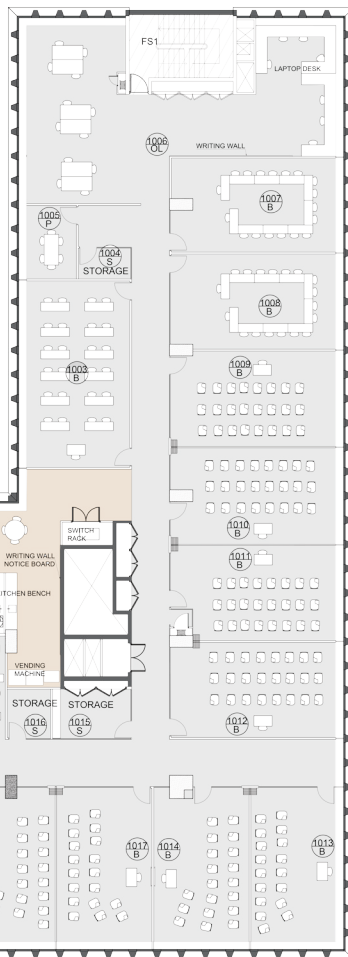 FS1
LAPTOP DESK
1006
OL
WRITING WALL
1007
B
1005
P
1004
S
STORAGE
1008
B
1003
B
1009
B
1010
B
SWITCH
RACK
WRITING WALL
NOTICE BOARD
1011
B
KITCHEN BENCH
VENDING
MACHINE
STORAGE
STORAGE
1016
S
1015
S
1012
B
1017
B
1014
B
1013
B